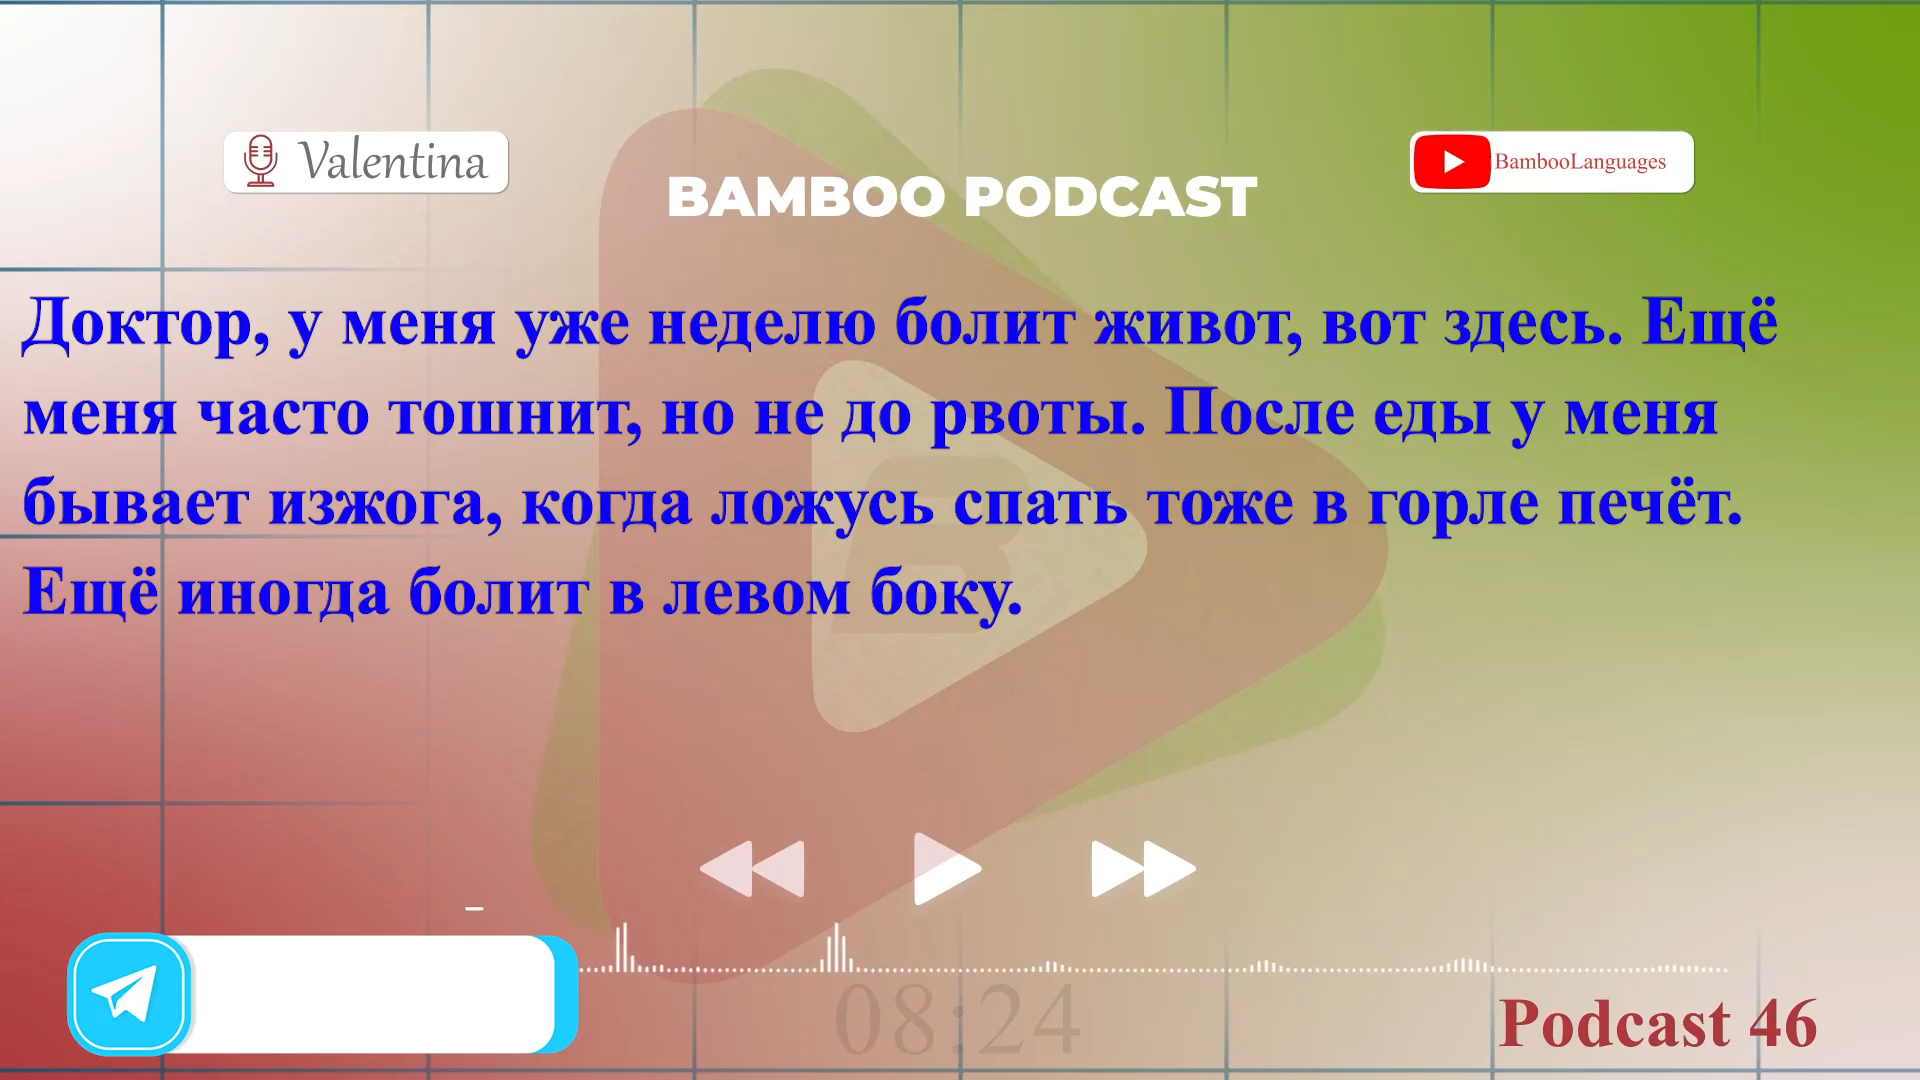 Valentina
BambooLanguages
BAMBOO PODCAST
Доктор, у меня уже неделю болит живот, вот здесь. Ещё
меня часто тошнит, но не до рвоты. После еды у меня
бывает изжога, когда ложусь спать тоже в горле печёт.
Ещё иногда болит в левом боку.
08:24
Podcast 46